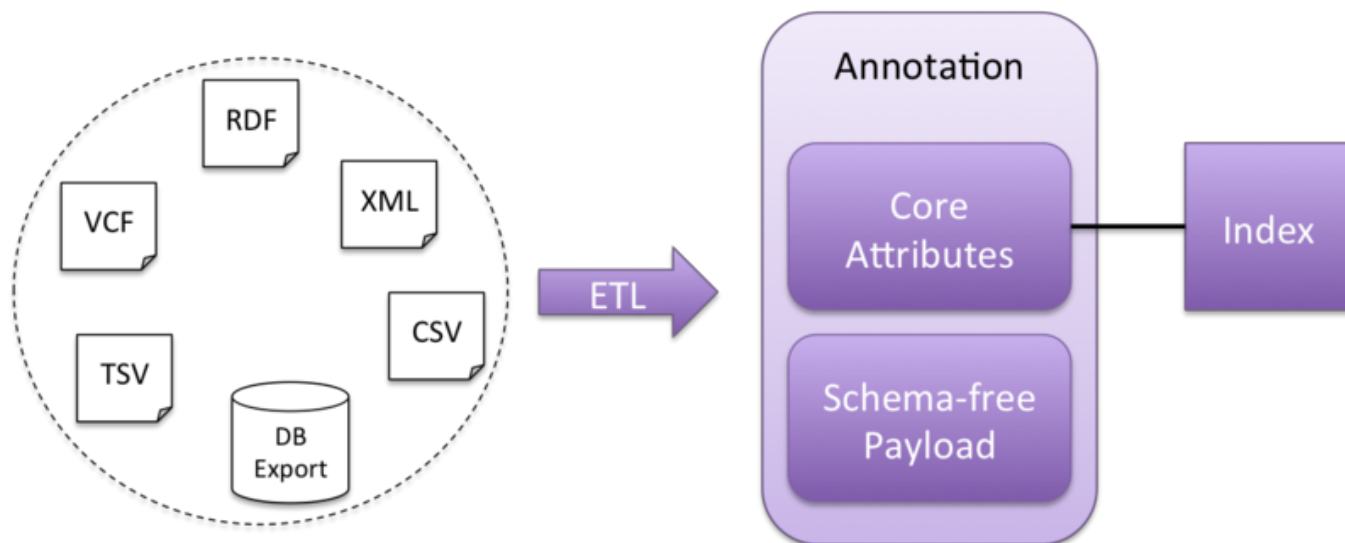 RDF
XML
VCF
CSV
TSV
DB
Export
ETL
Annotation
Core
Attributes
Schema-free
Payload
Index